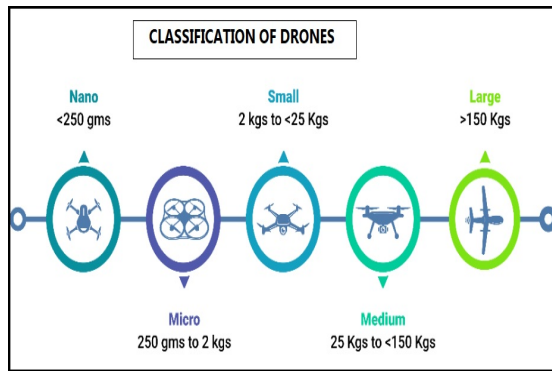 CLASSIFICATION OF DRONES
Nano
<250 gms
Small
2 kgs to <25 Kgs
Large
>150 Kgs
Micro
250 gms to 2 kgs
Medium
25 Kgs to <150 Kgs